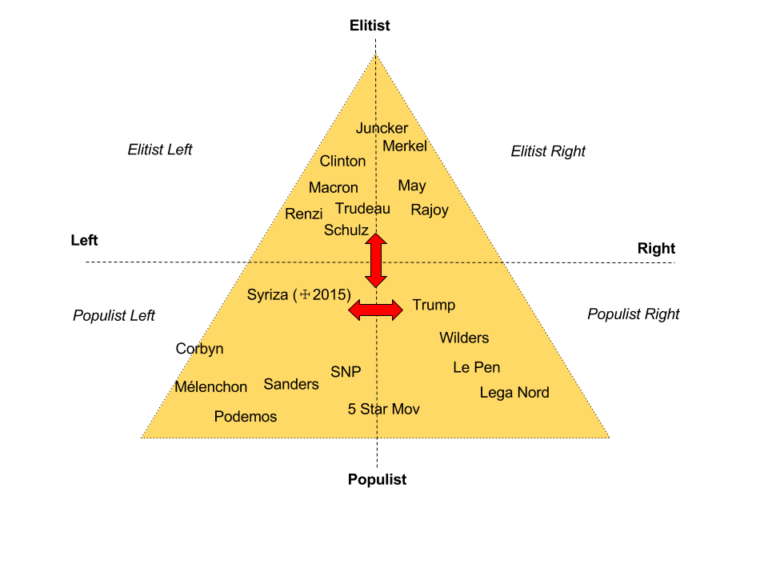 Elitist
Juncker
Merkel
Elitist Left
Elitist Right
Clinton
Macron
May
Renzi
Trudeau
Rajoy
Schulz
Left
Right
Syriza (☩2015)
Trump
Populist Left
Populist Right
Wilders
Corbyn
Le Pen
SNP
Mélenchon
Sanders
Lega Nord
5 Star Mov
Podemos
Populist